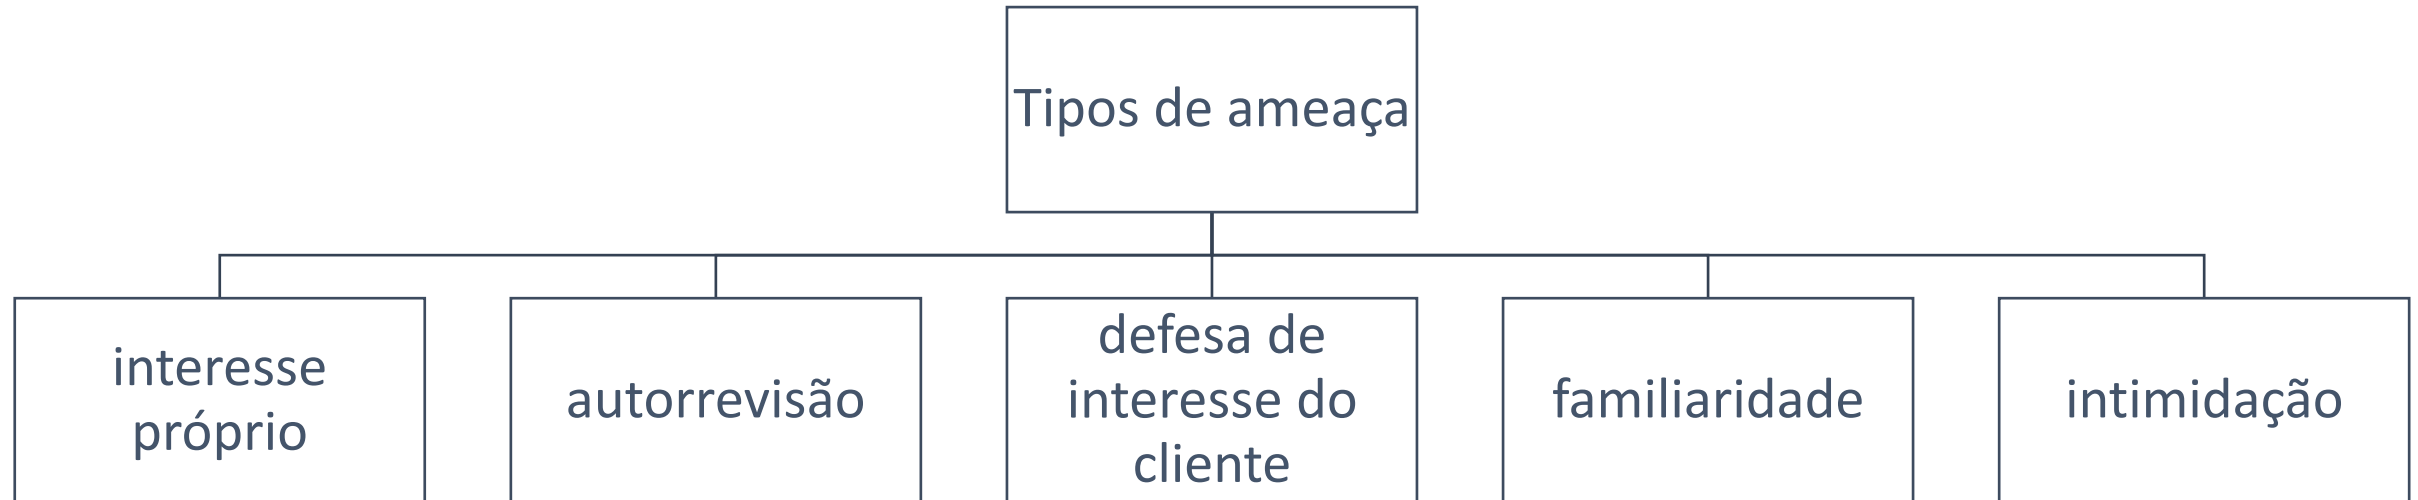 Tipos de ameaça
interesse
próprio
autorrevisão
defesa de
interesse do
cliente
familiaridade
intimidação